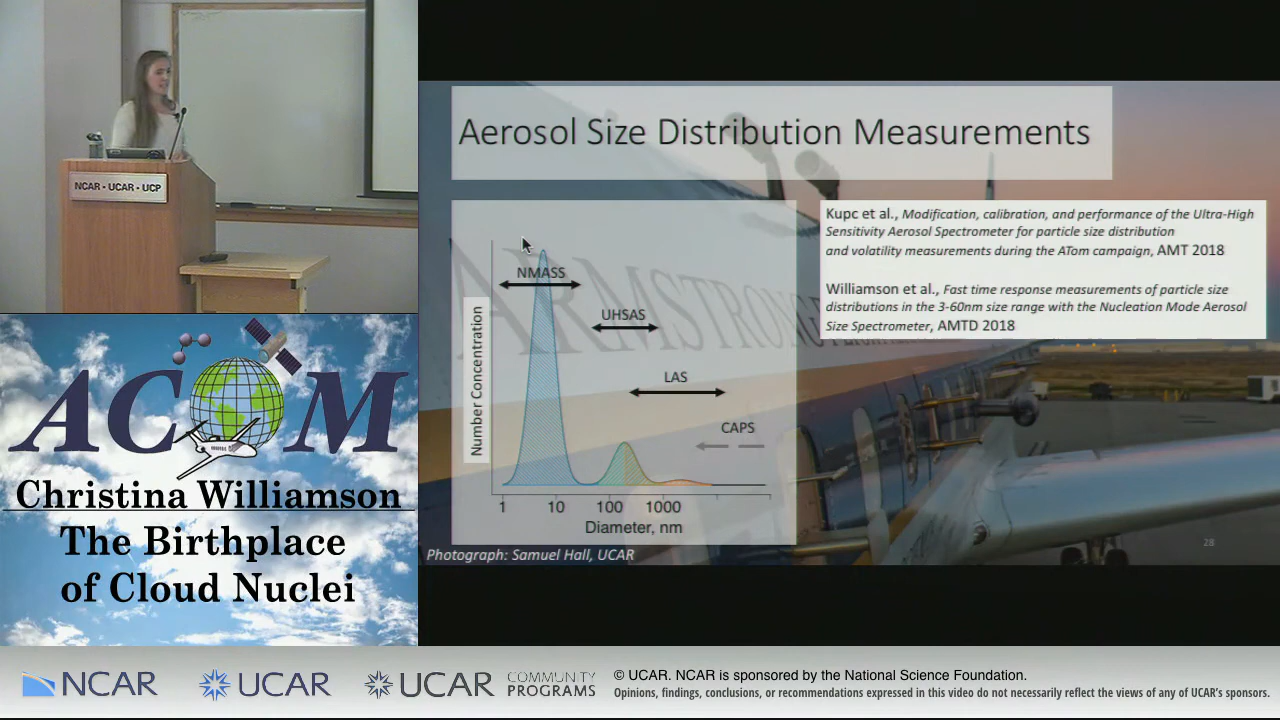 NCAR • UCAR • UCP
ACOM
Christina Williamson
The Birthplace
of Cloud Nuclei
Aerosol Size Distribution Measurements
ARMSTRONG
Number Concentration
NMASS
UHSAS
LAS
CAPS
1 10 100 1000
Diameter, nm
Kupc et al., Modification, calibration, and performance of the Ultra-High
Sensitivity Aerosol Spectrometer for particle size distribution
and volatility measurements during the ATom campaign, AMT 2018
Williamson et al., Fast time response measurements of particle size
distributions in the 3-60nm size range with the Nucleation Mode Aerosol
Size Spectrometer, AMTD 2018
Photograph: Samuel Hall, UCAR
28
NCAR
UCAR
UCAR
COMMUNITY
PROGRAMS
© UCAR. NCAR is sponsored by the National Science Foundation.
Opinions, findings, conclusions, or recommendations expressed in this video do not necessarily reflect the views of any of UCAR's sponsors.